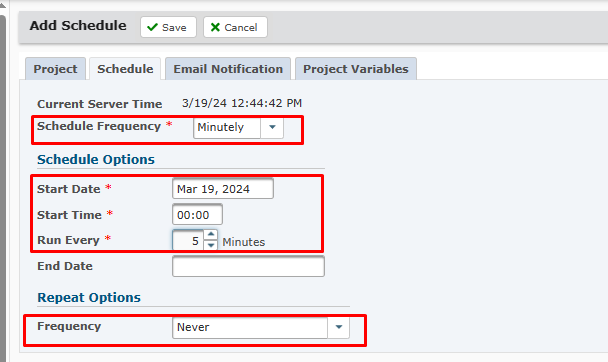 Add Schedule Save Cancel
Project Schedule Email Notification Project Variables
Current Server Time 3/19/24 12:44:42 PM
Schedule Frequency * Minutely
Schedule Options
Start Date * Mar 19, 2024
Start Time * 00:00
Run Every * 5 Minutes
End Date
Repeat Options
Frequency Never